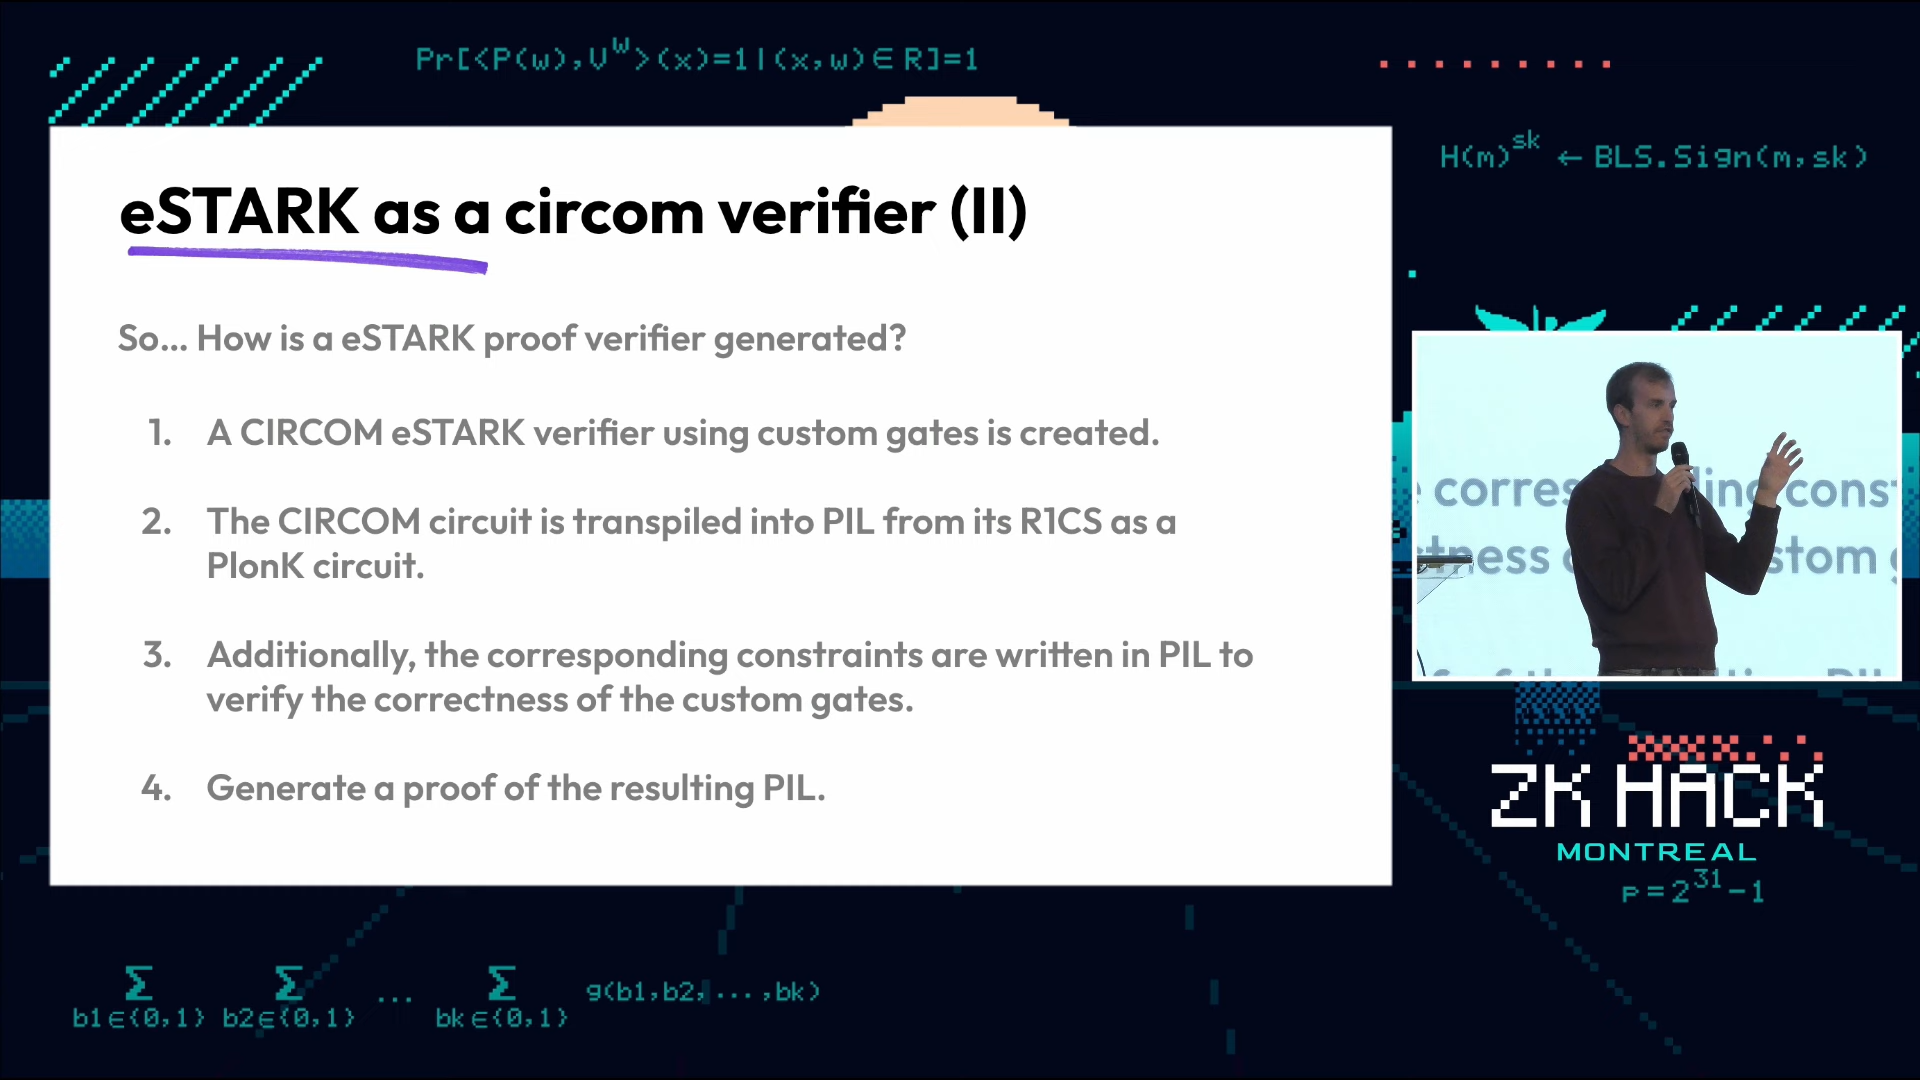 Pr[<P(w),V^w>(x)=1|(x,w)∈R]=1
H(m)^sk ← BLS.Sign(m,sk)
eSTARK as a circom verifier (II)
So... How is a eSTARK proof verifier generated?
1. A CIRCOM eSTARK verifier using custom gates is created.
2. The CIRCOM circuit is transpiled into PIL from its R1CS as a
PlonK circuit.
3. Additionally, the corresponding constraints are written in PIL to
verify the correctness of the custom gates.
4. Generate a proof of the resulting PIL.
ZK HACK
MONTREAL
P=2^31-1
Σ Σ ... Σ g(b1,b2,...,bk)
b1∈{0,1} b2∈{0,1} bk∈{0,1}